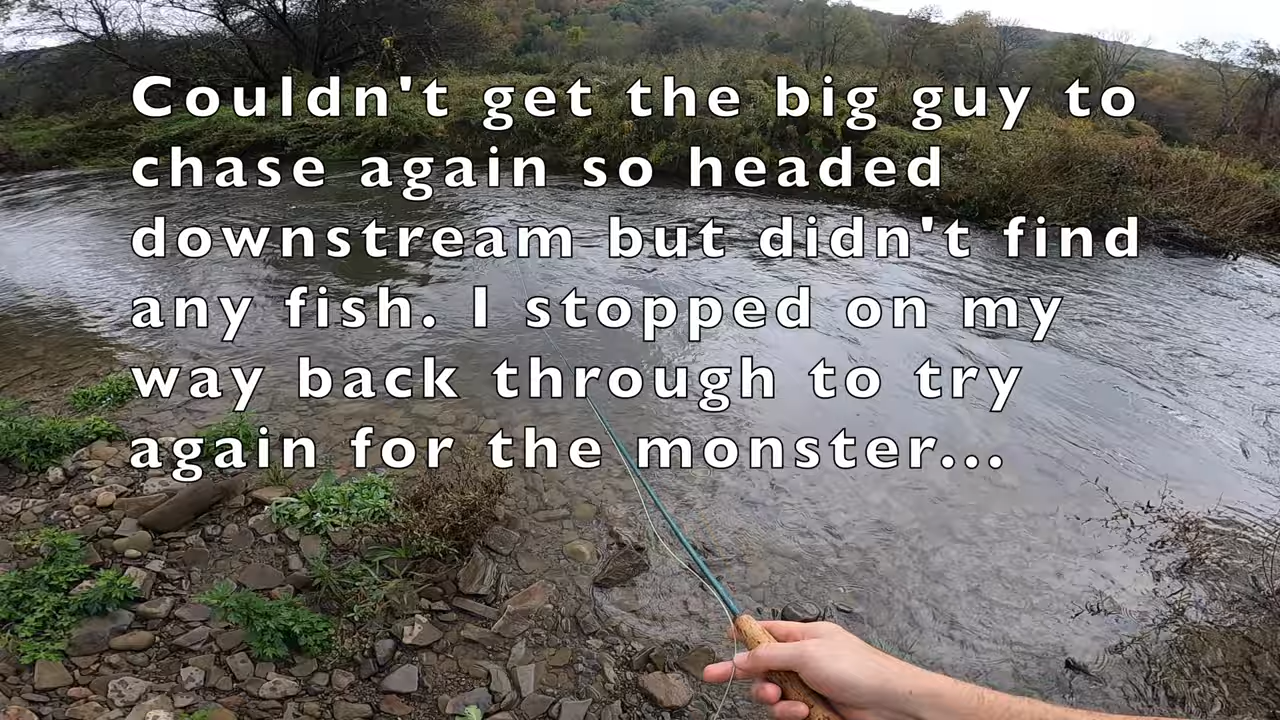 Couldn't get the big guy to
chase again so headed
downstream but didn't find
any fish. I stopped on my
way back through to try
again for the monster...